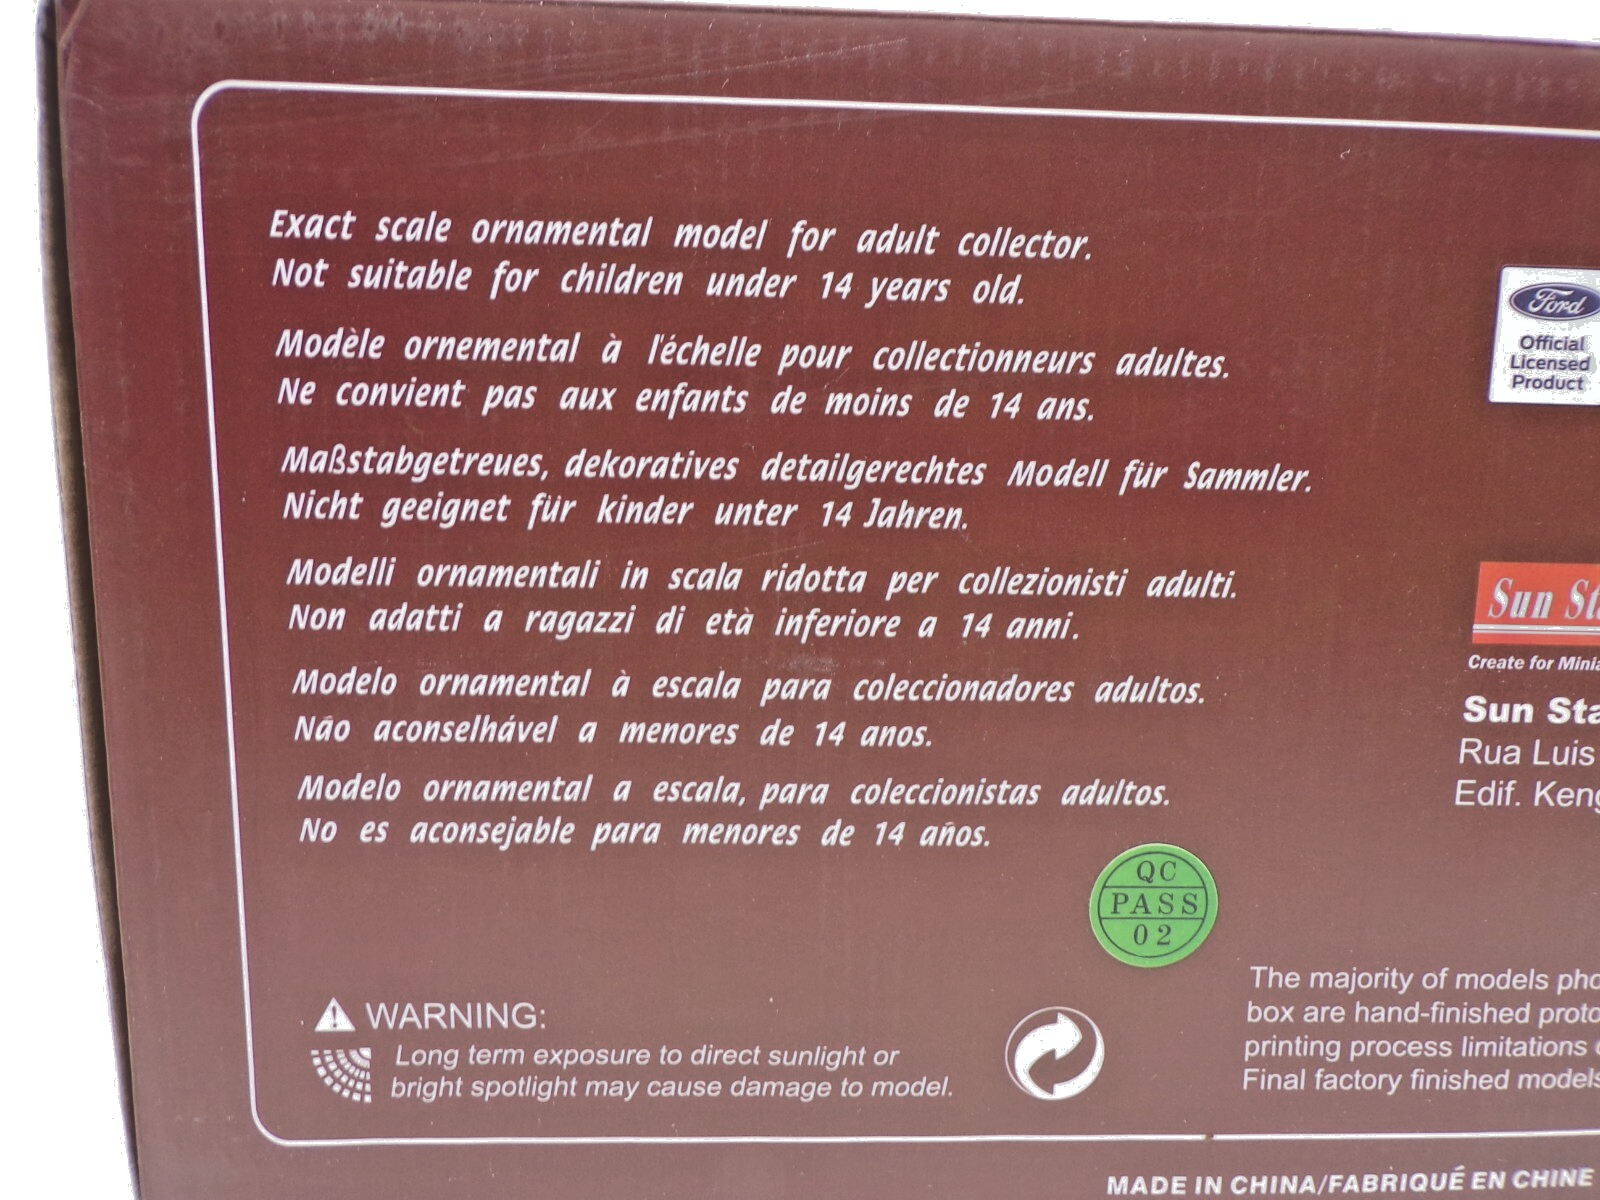 Exact scale ornamental model for adult collector.
Not suitable for children under 14 years old.
Modèle ornemental à l'échelle pour collectionneurs adultes.
Ne convient pas aux enfants de moins de 14 ans.
Maßstabgetreues, dekoratives detailgerechtes Modell für Sammler.
Nicht geeignet für kinder unter 14 Jahren.
Modelli ornamentali in scala ridotta per collezionisti adulti.
Non adatti a ragazzi di età inferiore a 14 anni.
Modelo ornamental à escala para coleccionadores adultos.
Não aconselhável a menores de 14 anos.
Modelo ornamental a escala, para coleccionistas adultos.
No es aconsejable para menores de 14 años.
QC
PASS
02
WARNING:
Long term exposure to direct sunlight or
bright spotlight may cause damage to model.
Ford
Official
Licensed
Product
Sun
Create for
Sun
Rua Luis
Edif.
The majority of models
box are hand-finished
printing process limitations
Final factory finished models
MADE IN CHINA/FABRIQUÉ EN CHINE